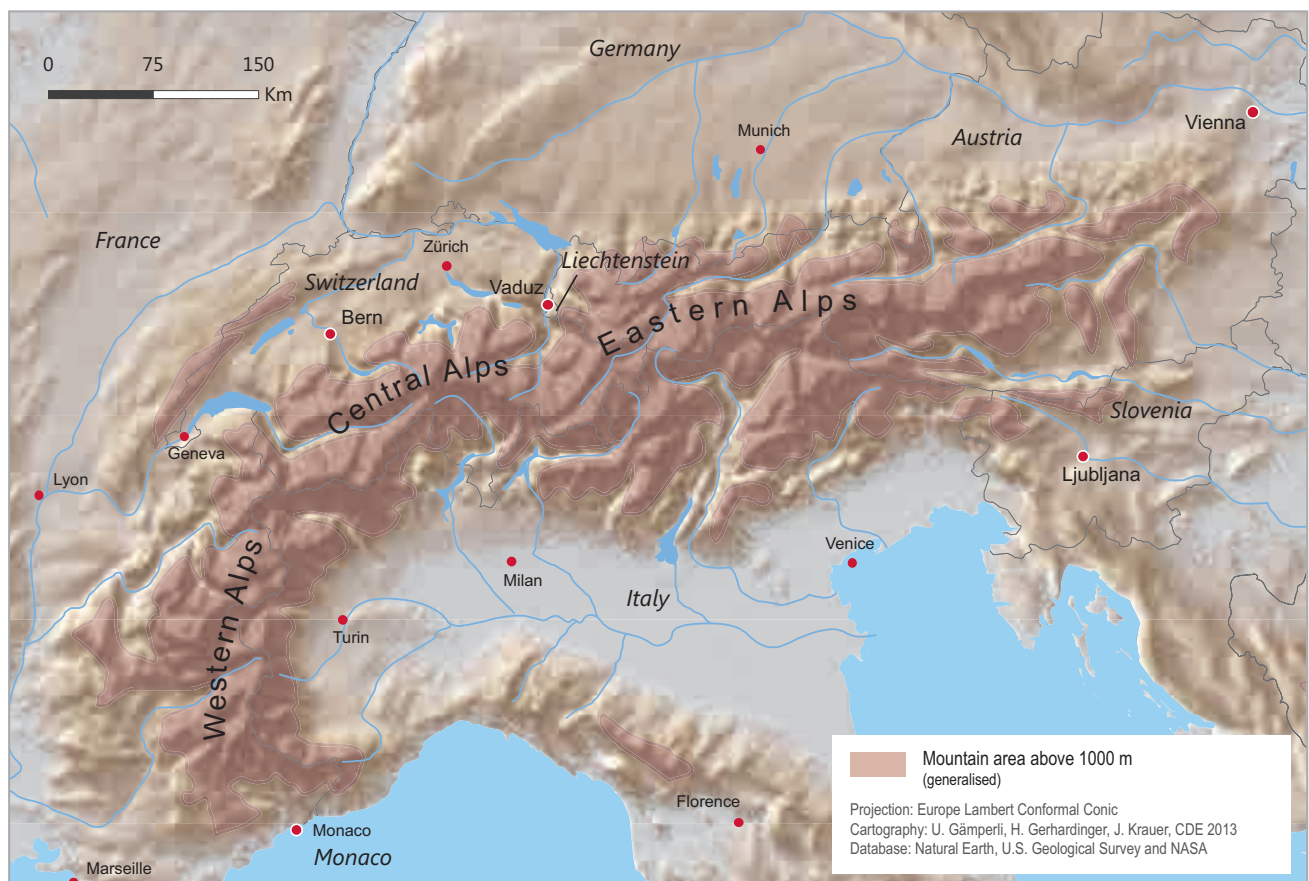 Germany
0 75 150
Km
Munich
Vienna
Austria
France
Zürich
Liechtenstein
Switzerland
Vaduz
Bern
Eastern Alps
Central Alps
Slovenia
Geneva
Ljubljana
Lyon
Venice
Milan
Italy
Western Alps
Turin
Mountain area above 1000 m
(generalised)
Projection: Europe Lambert Conformal Conic
Cartography: U. Gämperli, H. Gerhardinger, J. Krauer, CDE 2013
Database: Natural Earth, U.S. Geological Survey and NASA
Florence
Monaco
Monaco
Marseille